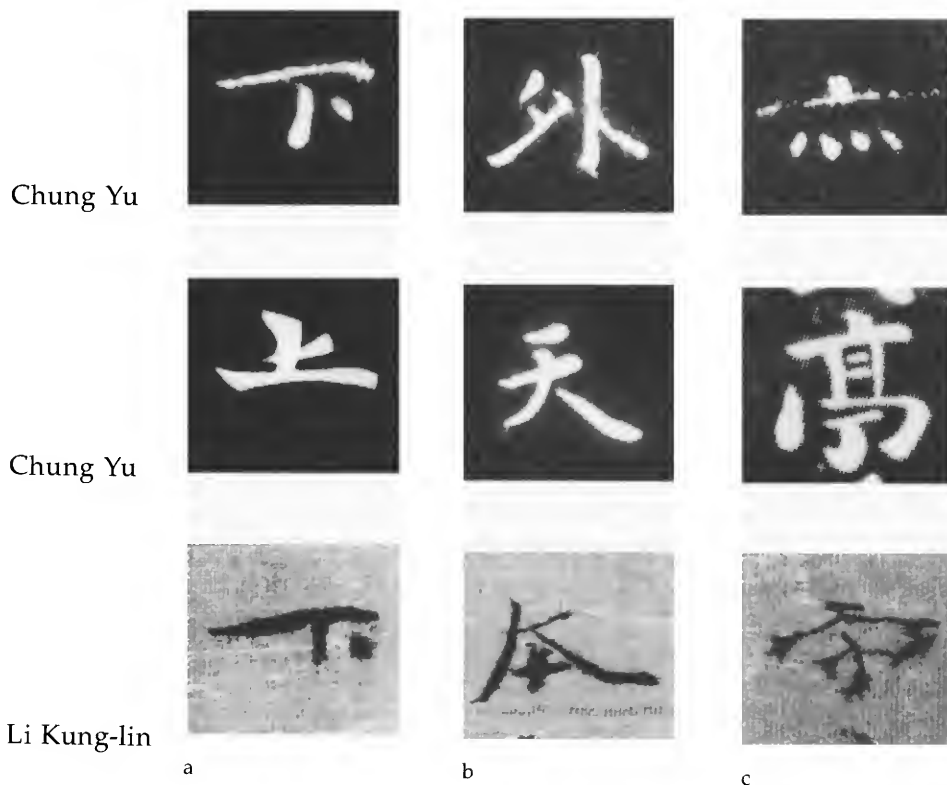 Chung Yu 下 外
Chung Yu 上 天
Li Kung-lin 下
a b c